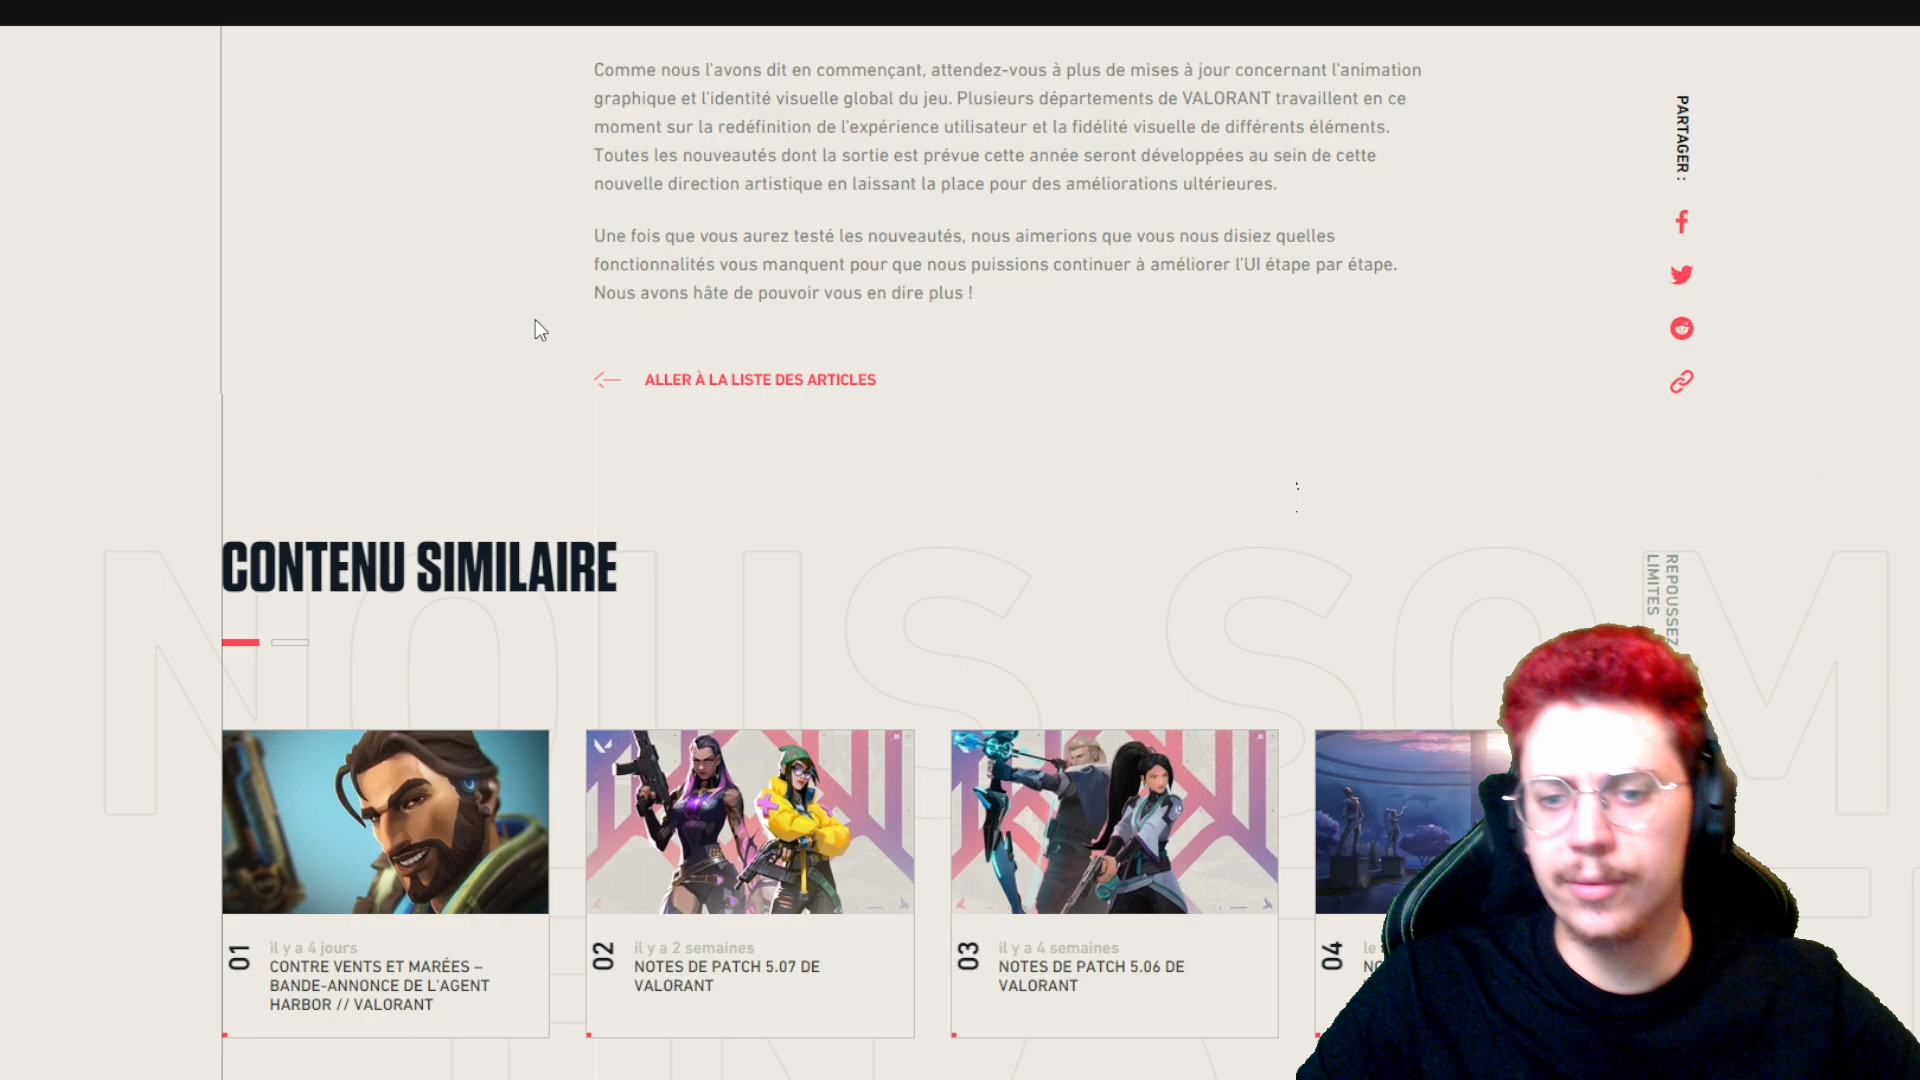 Comme nous l'avons dit en commençant, attendez-vous à plus de mises à jour concernant l'animation
graphique et l'identité visuelle global du jeu. Plusieurs départements de VALORANT travaillent en ce
moment sur la redéfinition de l'expérience utilisateur et la fidélité visuelle de différents éléments.
Toutes les nouveautés dont la sortie est prévue cette année seront développées au sein de cette
nouvelle direction artistique en laissant la place pour des améliorations ultérieures.
Une fois que vous aurez testé les nouveautés, nous aimerions que vous nous disiez quelles
fonctionnalités vous manquent pour que nous puissions continuer à améliorer l'UI étape par étape.
Nous avons hâte de pouvoir vous en dire plus !
PARTAGER :
ALLER À LA LISTE DES ARTICLES
CONTENU SIMILAIRE
NOUS SOM
REPOUSSEZ
LIMITES
01
il y a 4 jours
CONTRE VENTS ET MARÉES –
BANDE-ANNONCE DE L'AGENT
HARBOR // VALORANT
02
il y a 2 semaines
NOTES DE PATCH 5.07 DE
VALORANT
03
il y a 4 semaines
NOTES DE PATCH 5.06 DE
VALORANT
04
le